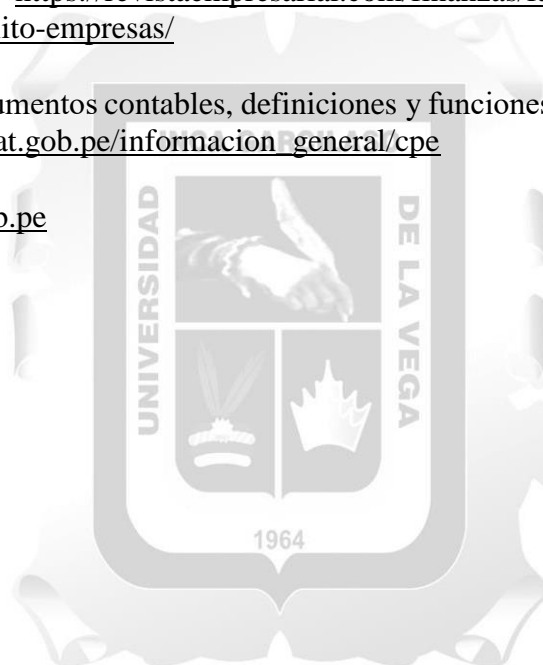 ito-empresas/
umentos contables, definiciones y funciones
at.gob.pe/informacion_general/cpe
o.pe
UNIVERSIDAD
DE LA VEGA
1964